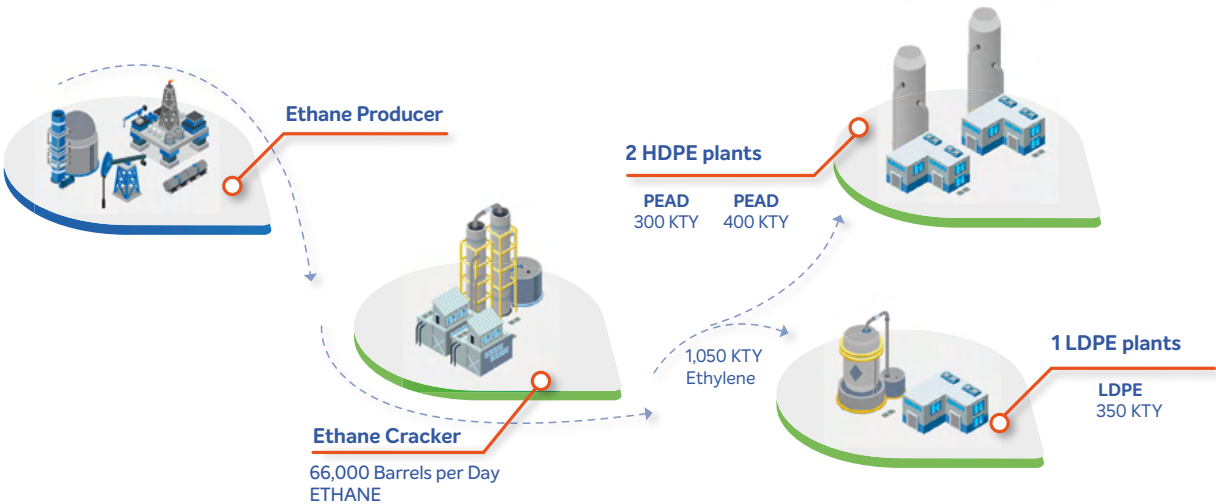 Ethane Producer
2 HDPE plants
PEAD PEAD
300 KTY 400 KTY
1,050 KTY
Ethylene
1 LDPE plants
LDPE
350 KTY
Ethane Cracker
66,000 Barrels per Day
ETHANE